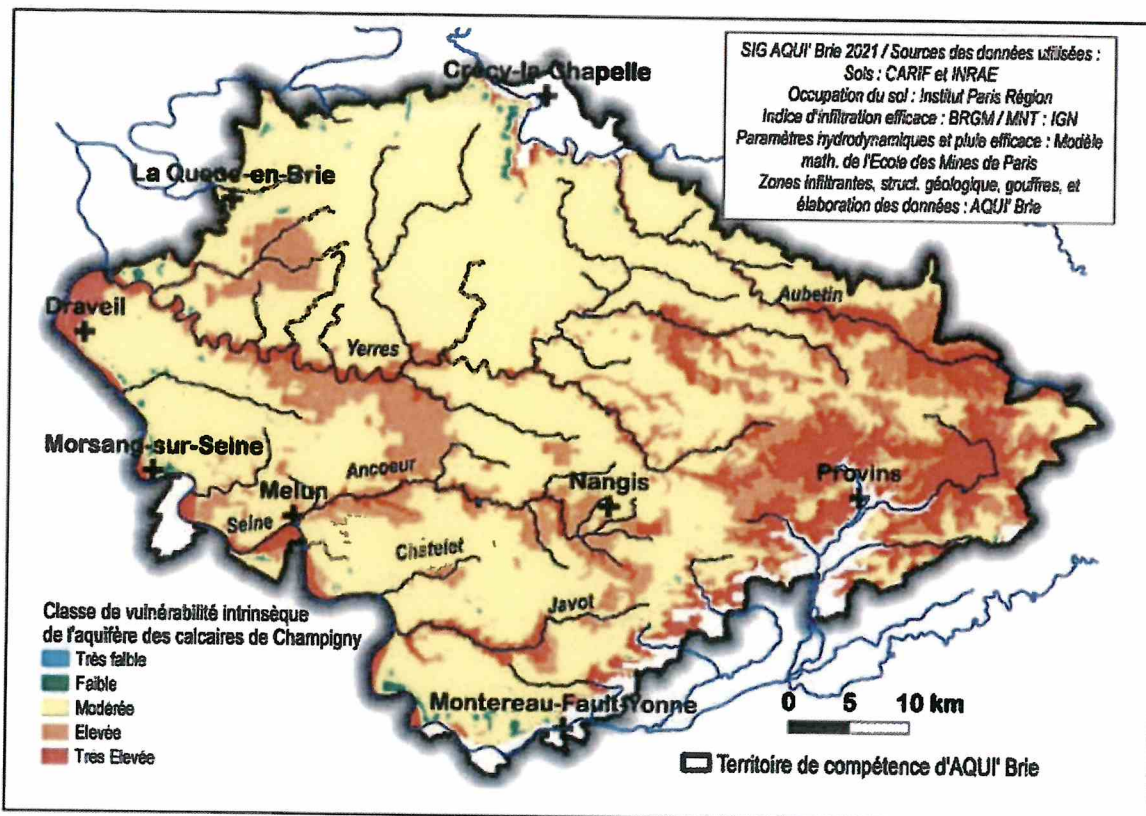 SIG AQUI' Brie 2021 / Sources des données utilisées :
Sols : CARIF et INRAE
Occupation du sol : Institut Paris Région
Indice d'infiltration efficace : BRGM / MNT : IGN
Paramètres hydrodynamiques et pluie efficace : Modèle
math. de l'Ecole des Mines de Paris
Zones infiltrantes, struct. géologique, gouffres, et
élaboration des données : AQUI' Brie
Crécy-la-Chapelle
La Queue-en-Brie
Aubetin
Draveil
Yerres
Morsang-sur-Seine
Ancoeur
Nangis
Provins
Melun
Seine
Chatelet
Javot
Classe de vulnérabilité intrinsèque
de l'aquifère des calcaires de Champigny
Très faible
Faible
Modérée
Elevée
Très Elevée
Montereau-Fault-Yonne
0 5 10 km
Territoire de compétence d'AQUI' Brie